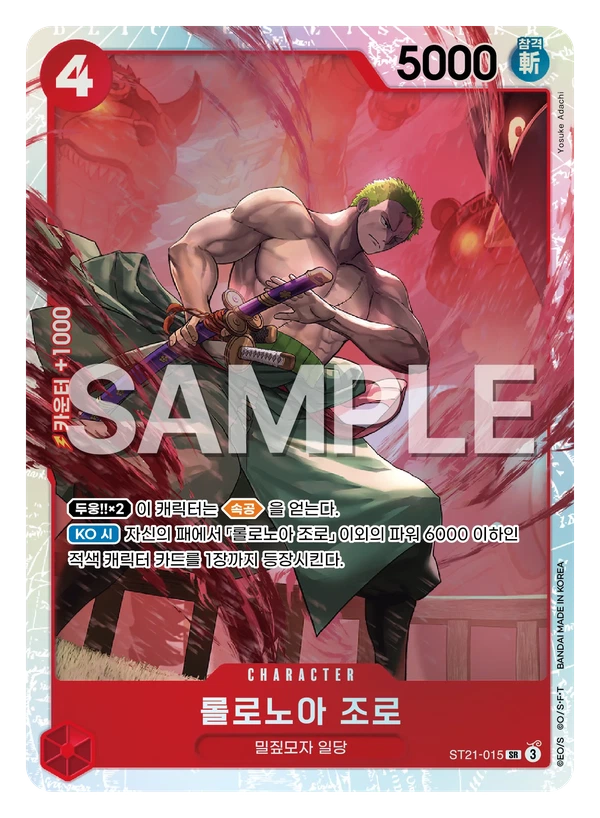 4
5000
참격
斬
Yosuke Adachi
카운터 +1000
SAMPLE
두웅!!×2 이 캐릭터는 속공 을 얻는다.
KO 시 자신의 패에서 「롤로노아 조로」 이외의 파워 6000 이하인
적색 캐릭터 카드를 1장까지 등장시킨다.
CHARACTER
롤로노아 조로
밀짚모자 일당
ST21-015 SR 3
©E.O/S ©O/S·F·T BANDAI MADE IN KOREA